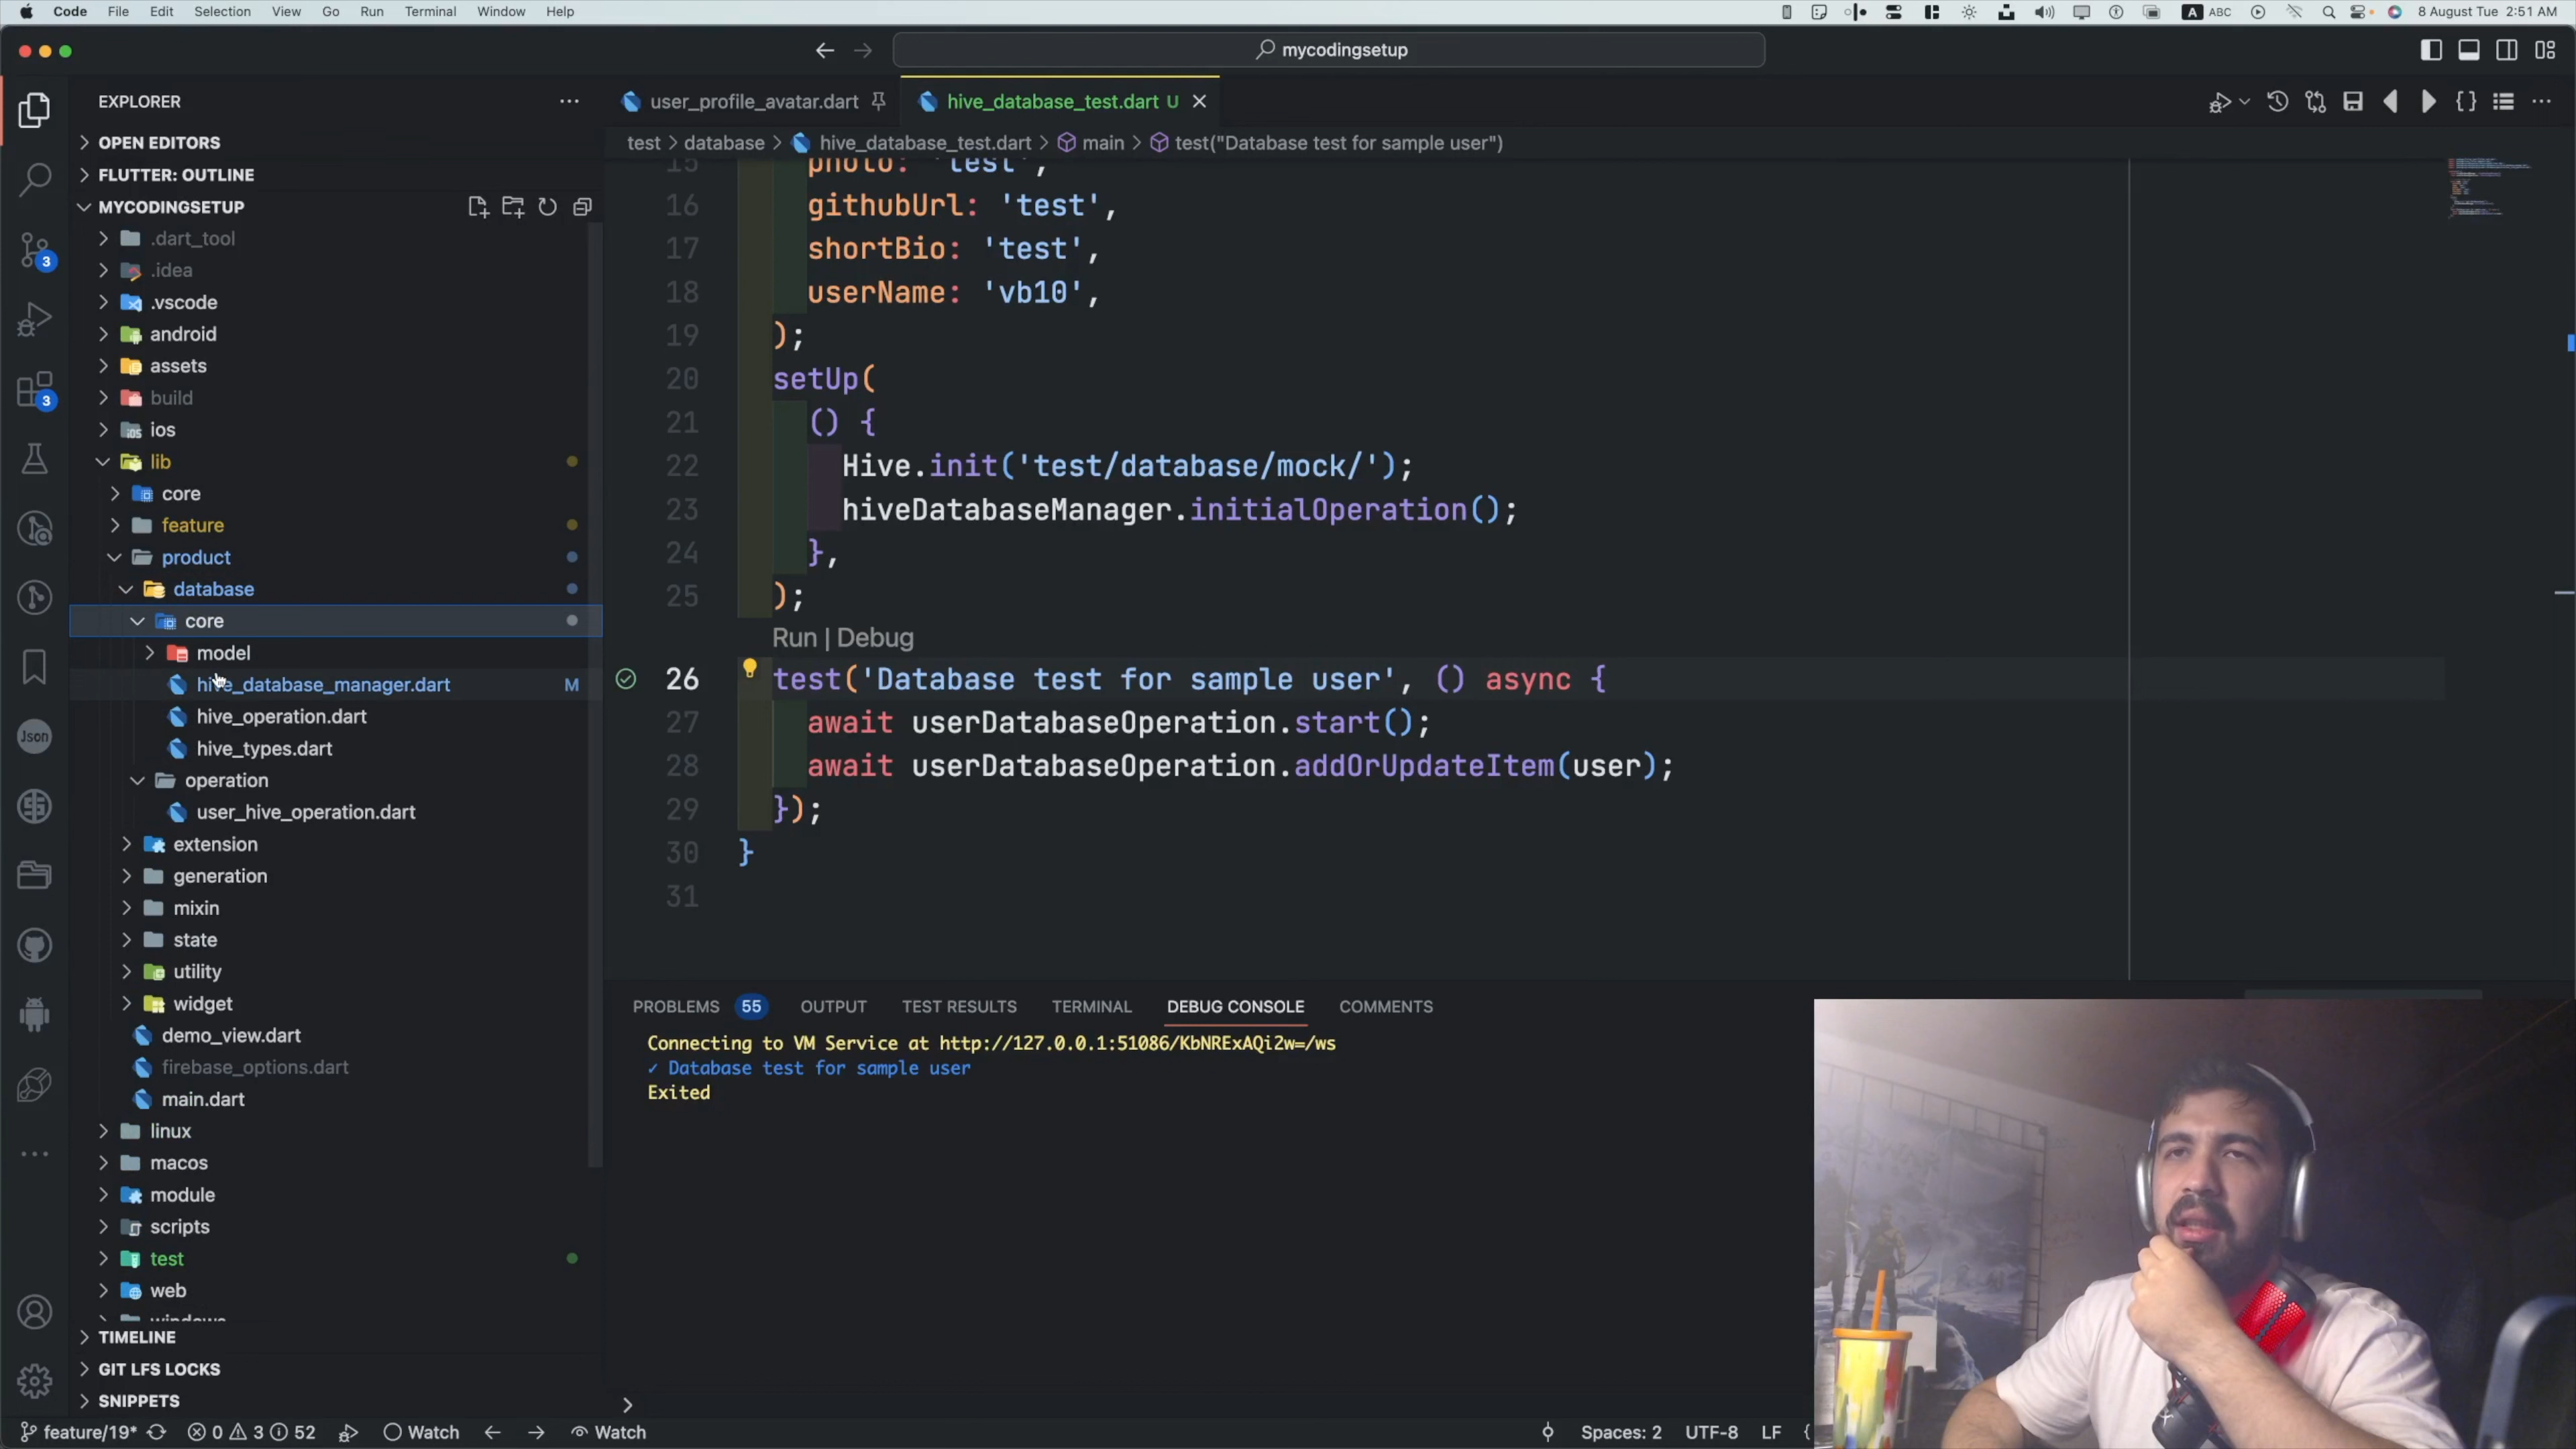 Code File Edit Selection View Go Run Terminal Window Help
A ABC 8 August Tue 2:51 AM
mycodingsetup
EXPLORER
OPEN EDITORS
FLUTTER: OUTLINE
MYCODINGSETUP
.dart_tool
.idea
.vscode
android
assets
build
ios
lib
core
feature
product
database
core
model
hive_database_manager.dart M
hive_operation.dart
hive_types.dart
operation
user_hive_operation.dart
extension
generation
mixin
state
utility
widget
demo_view.dart
firebase_options.dart
main.dart
linux
macos
module
scripts
test
web
windows
TIMELINE
GIT LFS LOCKS
SNIPPETS
3
3
Json
user_profile_avatar.dart
hive_database_test.dart U
test > database > hive_database_test.dart > main > test("Database test for sample user")
15 photo: 'test',
16 githubUrl: 'test',
17 shortBio: 'test',
18 userName: 'vb10',
19 );
20 setUp(
21 () {
22 Hive.init('test/database/mock/');
23 hiveDatabaseManager.initialOperation();
24 },
25 );
Run | Debug
26 test('Database test for sample user', () async {
27 await userDatabaseOperation.start();
28 await userDatabaseOperation.addOrUpdateItem(user);
29 });
30 }
31
PROBLEMS 55 OUTPUT TEST RESULTS TERMINAL DEBUG CONSOLE COMMENTS
Connecting to VM Service at http://127.0.0.1:51086/KbNRExAQi2w=/ws
✓ Database test for sample user
Exited
feature/19* 0 3 52 Watch Watch Spaces: 2 UTF-8 LF {